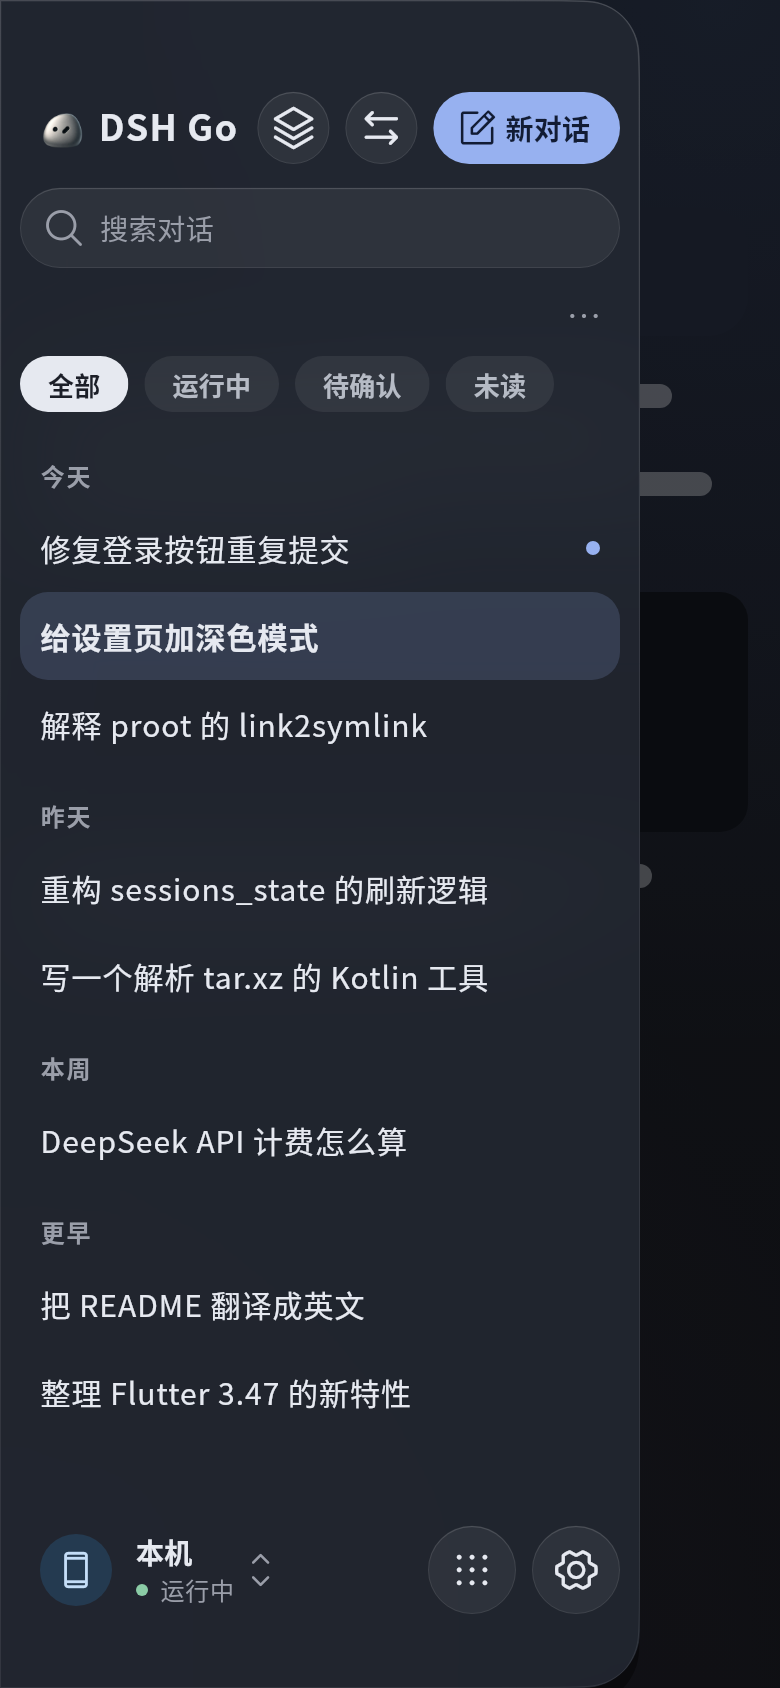 DSH Go
新对话
搜索对话
...
全部 运行中 待确认 未读
今天
修复登录按钮重复提交
给设置页加深色模式
解释 proot 的 link2symlink
昨天
重构 sessions_state 的刷新逻辑
写一个解析 tar.xz 的 Kotlin 工具
本周
DeepSeek API 计费怎么算
更早
把 README 翻译成英文
整理 Flutter 3.47 的新特性
本机
运行中